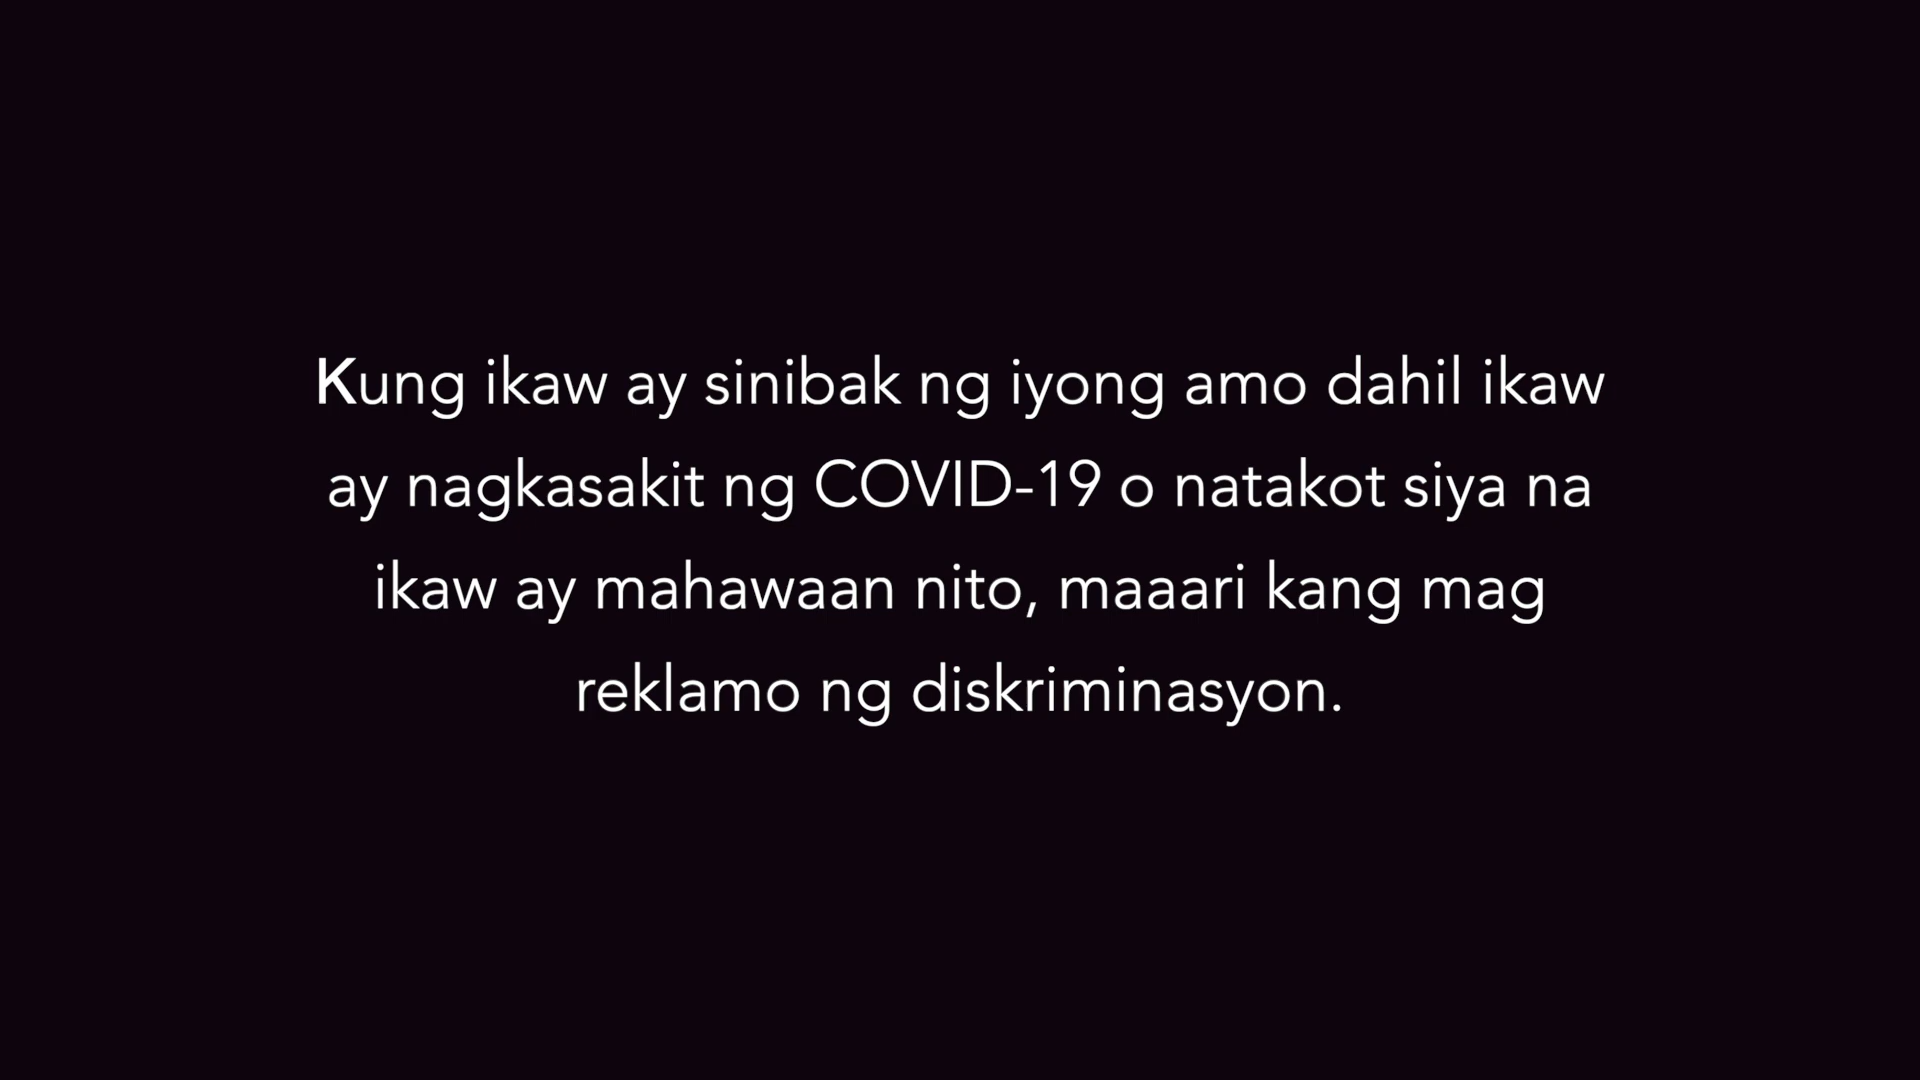 Kung ikaw ay sinibak ng iyong amo dahil ikaw
ay nagkasakit ng COVID-19 o natakot siya na
ikaw ay mahawaan nito, maaari kang mag
reklamo ng diskriminasyon.